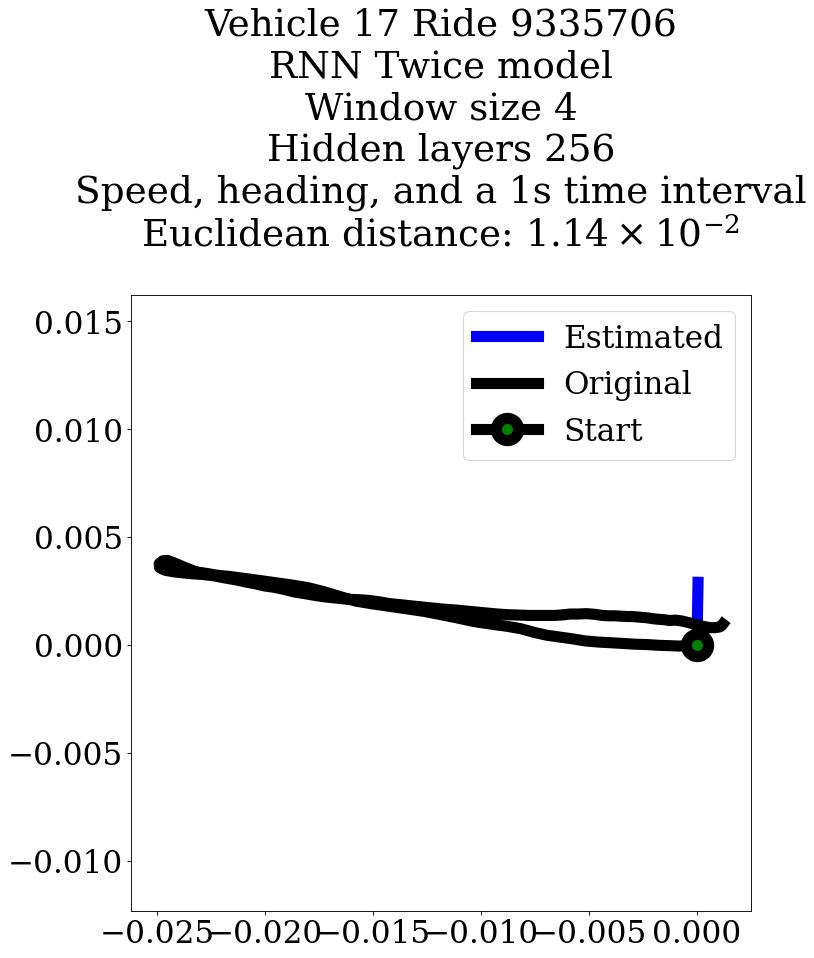 Vehicle 17 Ride 9335706
RNN Twice model
Window size 4
Hidden layers 256
Speed, heading, and a 1s time interval
Euclidean distance: 1.14 × 10⁻²
Estimated
Original
Start
0.015
0.010
0.005
0.000
−0.005
−0.010
−0.025 −0.020 −0.015 −0.010 −0.005 0.000